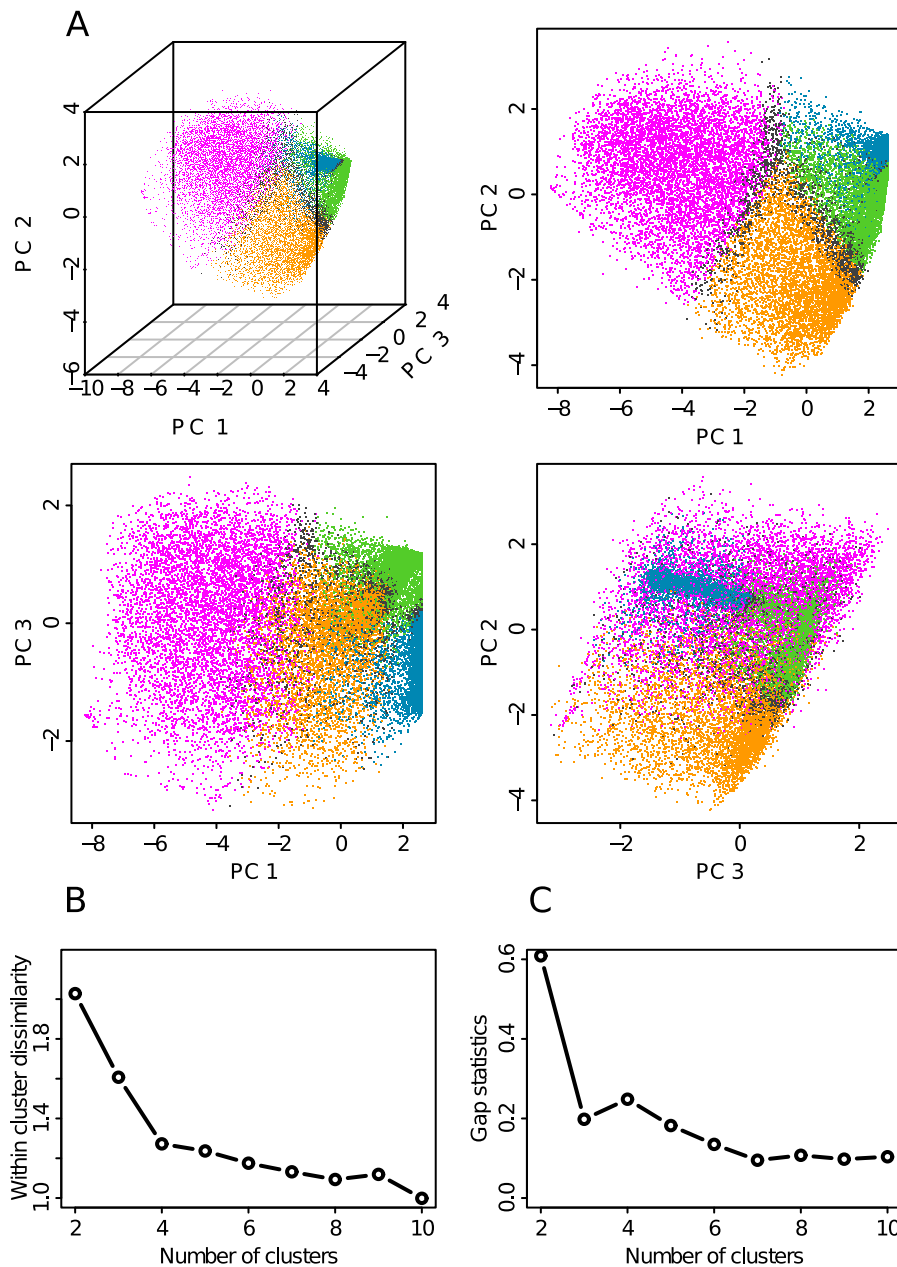 A
4
2
0
−2
−4
−6
PC 2
−10 −8 −6 −4 −2 0 2 4
PC 1
−4 −2 0 2 4
PC 3
2
0
−2
−4
PC 2
−8 −6 −4 −2 0 2
PC 1
2
0
−2
PC 3
−8 −6 −4 −2 0 2
PC 1
2
0
−2
−4
PC 2
−2 0 2
PC 3
B
1.8
1.4
1.0
Within cluster dissimilarity
2 4 6 8 10
Number of clusters
C
0.6
0.4
0.2
0.0
Gap statistics
2 4 6 8 10
Number of clusters